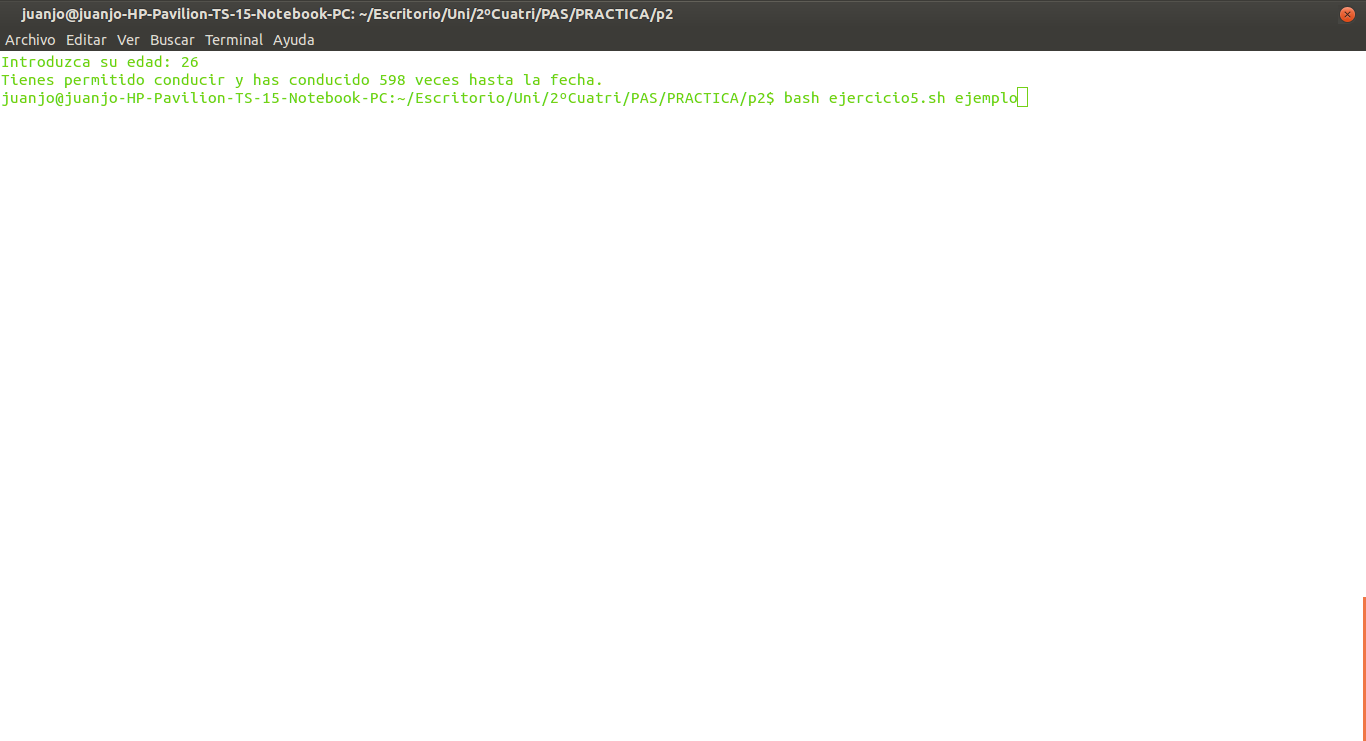 juanjo@juanjo-HP-Pavilion-TS-15-Notebook-PC: ~/Escritorio/Uni/2ºCuatri/PAS/PRACTICA/p2
Archivo Editar Ver Buscar Terminal Ayuda
Introduzca su edad: 26
Tienes permitido conducir y has conducido 598 veces hasta la fecha.
juanjo@juanjo-HP-Pavilion-TS-15-Notebook-PC:~/Escritorio/Uni/2ºCuatri/PAS/PRACTICA/p2$ bash ejercicio5.sh ejemplo